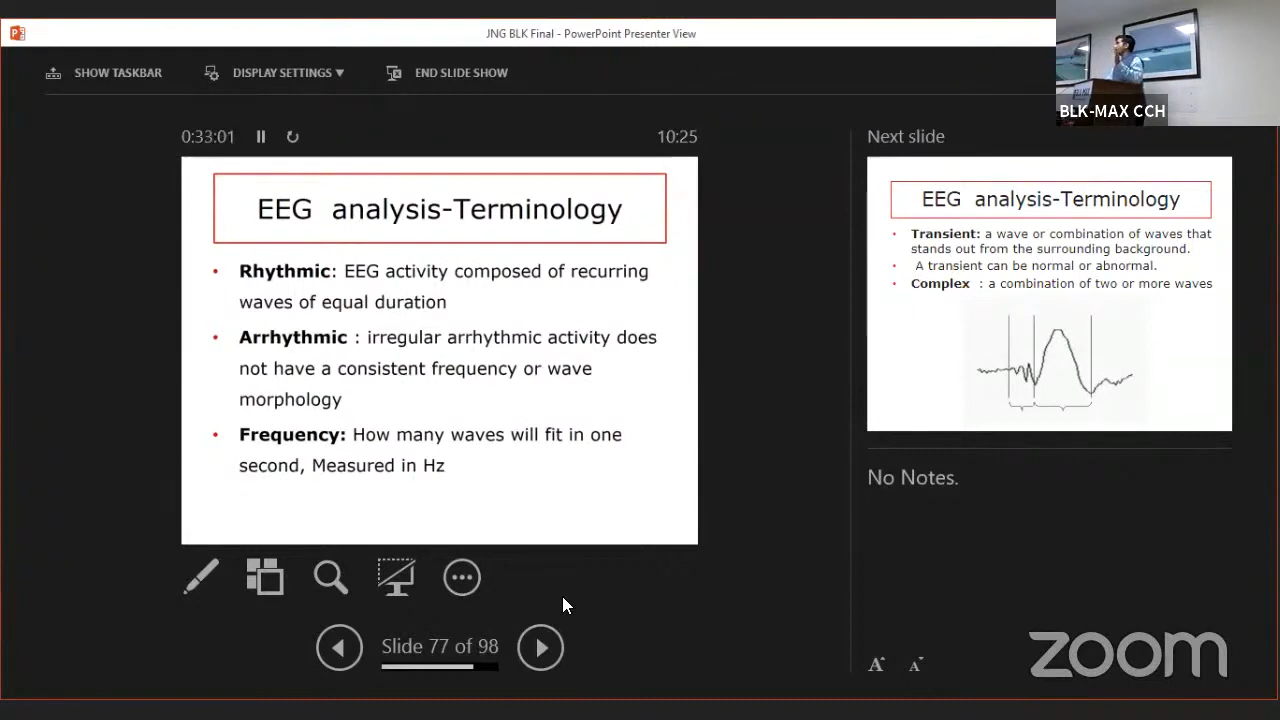 JNG BLK Final - PowerPoint Presenter View
SHOW TASKBAR
DISPLAY SETTINGS ▼
END SLIDE SHOW
BLK-MAX CCH
0:33:01
10:25
EEG analysis-Terminology
• Rhythmic: EEG activity composed of recurring
waves of equal duration
• Arrhythmic : irregular arrhythmic activity does
not have a consistent frequency or wave
morphology
• Frequency: How many waves will fit in one
second, Measured in Hz
Slide 77 of 98
Next slide
EEG analysis-Terminology
• Transient: a wave or combination of waves that
stands out from the surrounding background.
• A transient can be normal or abnormal.
• Complex : a combination of two or more waves
No Notes.
A A
zoom